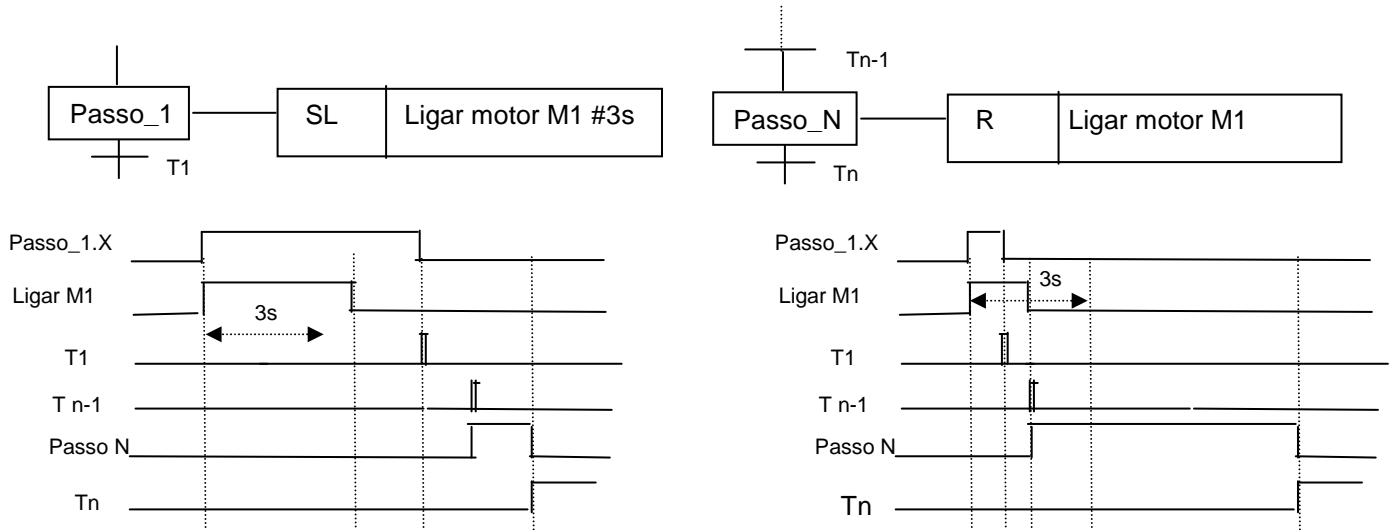 Tn-1
Passo_1 SL Ligar motor M1 #3s
T1
Passo_N R Ligar motor M1
Tn
Passo_1.X
Ligar M1
3s
T1
T n-1
Passo N
Tn
Passo_1.X
Ligar M1
3s
T1
T n-1
Passo N
Tn